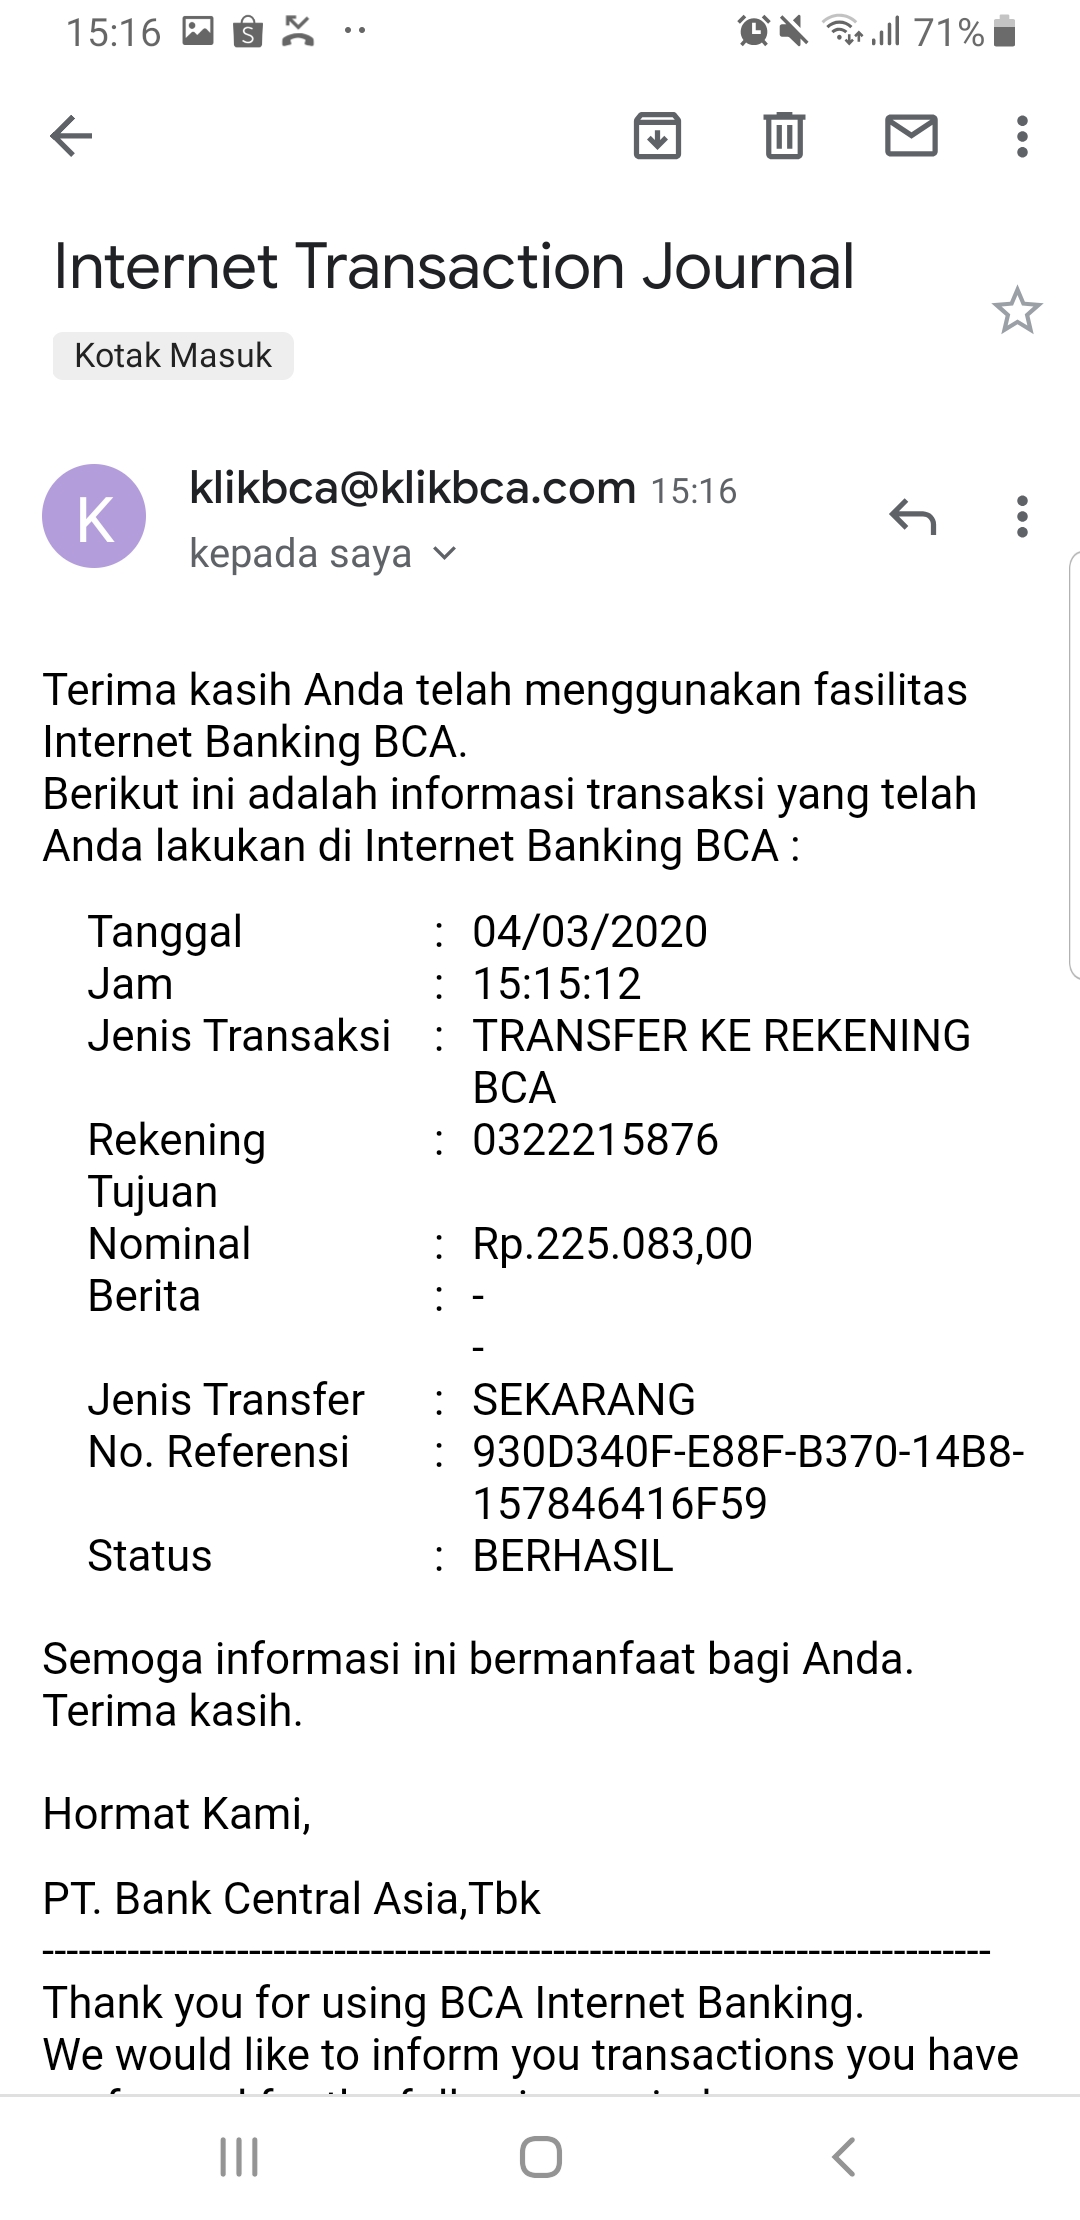 15:16
71%
Internet Transaction Journal
Kotak Masuk
K
klikbca@klikbca.com 15:16
kepada saya
Terima kasih Anda telah menggunakan fasilitas
Internet Banking BCA.
Berikut ini adalah informasi transaksi yang telah
Anda lakukan di Internet Banking BCA :
Tanggal : 04/03/2020
Jam : 15:15:12
Jenis Transaksi : TRANSFER KE REKENING
BCA
Rekening : 0322215876
Tujuan
Nominal : Rp.225.083,00
Berita : -
-
Jenis Transfer : SEKARANG
No. Referensi : 930D340F-E88F-B370-14B8-
157846416F59
Status : BERHASIL
Semoga informasi ini bermanfaat bagi Anda.
Terima kasih.
Hormat Kami,
PT. Bank Central Asia,Tbk
------------------------------------------------------------------------------
Thank you for using BCA Internet Banking.
We would like to inform you transactions you have